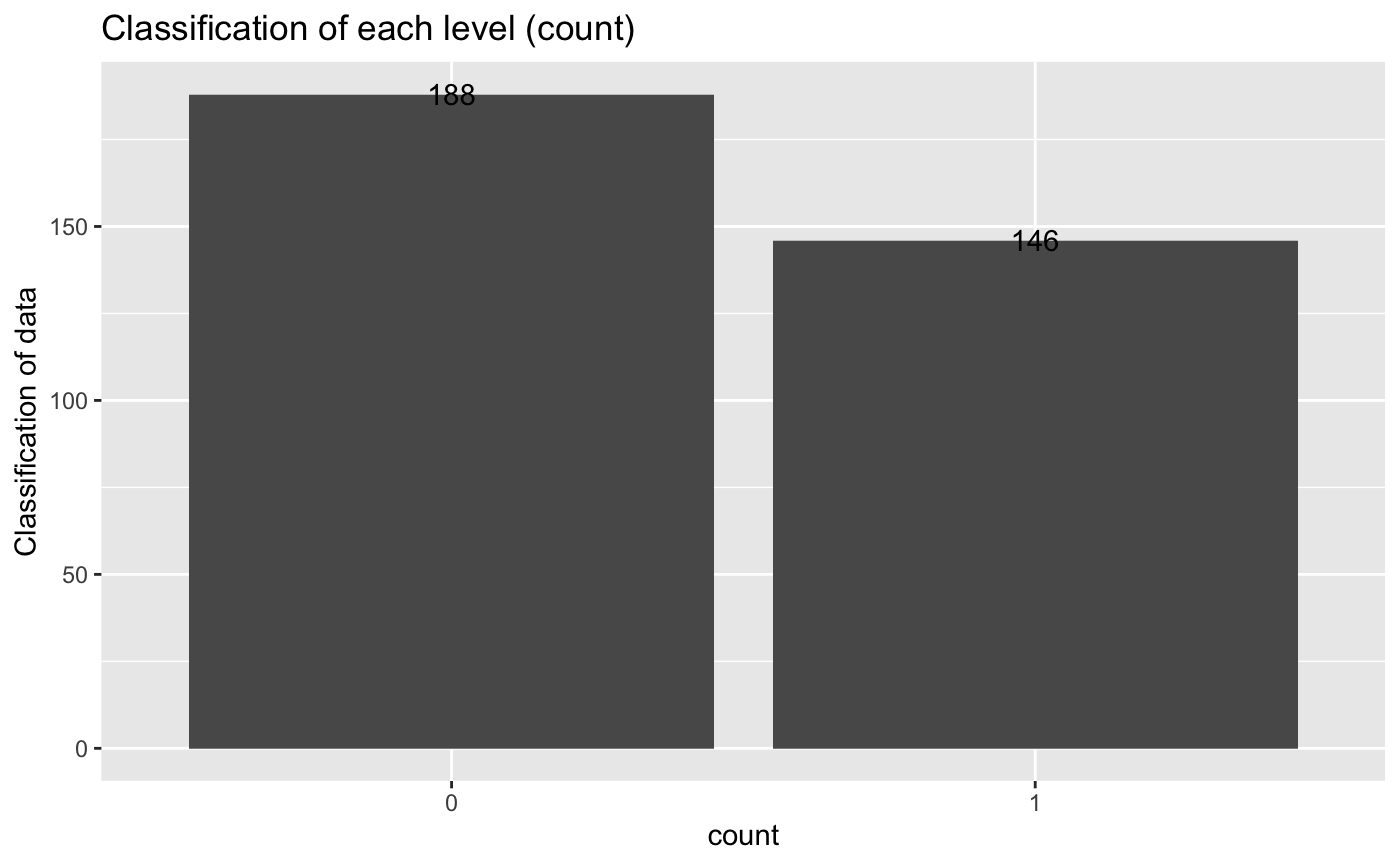 Classification of each level (count)
188
146
150
100
50
0
Classification of data
0
1
count